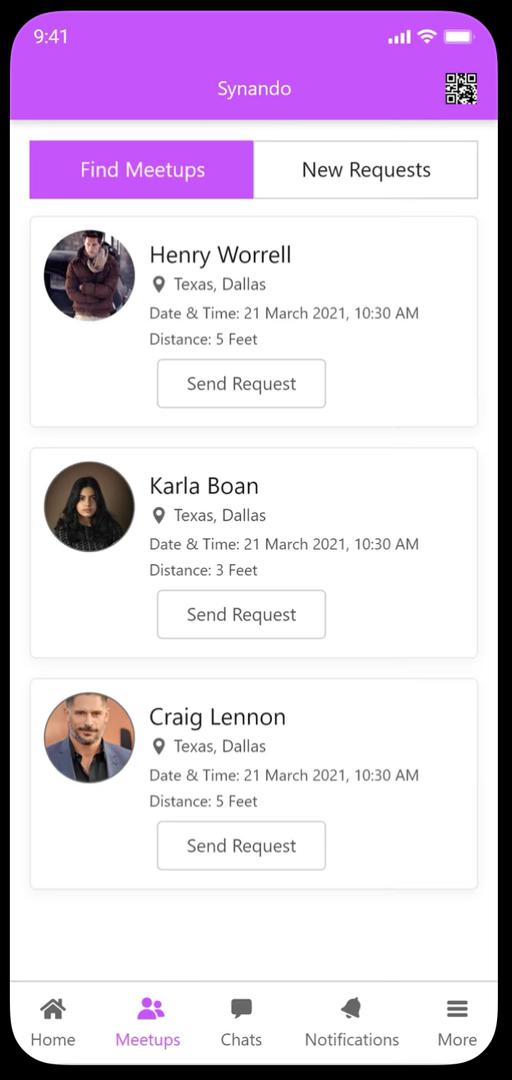 9:41
Synando
Find Meetups New Requests
Henry Worrell
Texas, Dallas
Date & Time: 21 March 2021, 10:30 AM
Distance: 5 Feet
Send Request
Karla Boan
Texas, Dallas
Date & Time: 21 March 2021, 10:30 AM
Distance: 3 Feet
Send Request
Craig Lennon
Texas, Dallas
Date & Time: 21 March 2021, 10:30 AM
Distance: 5 Feet
Send Request
Home Meetups Chats Notifications More